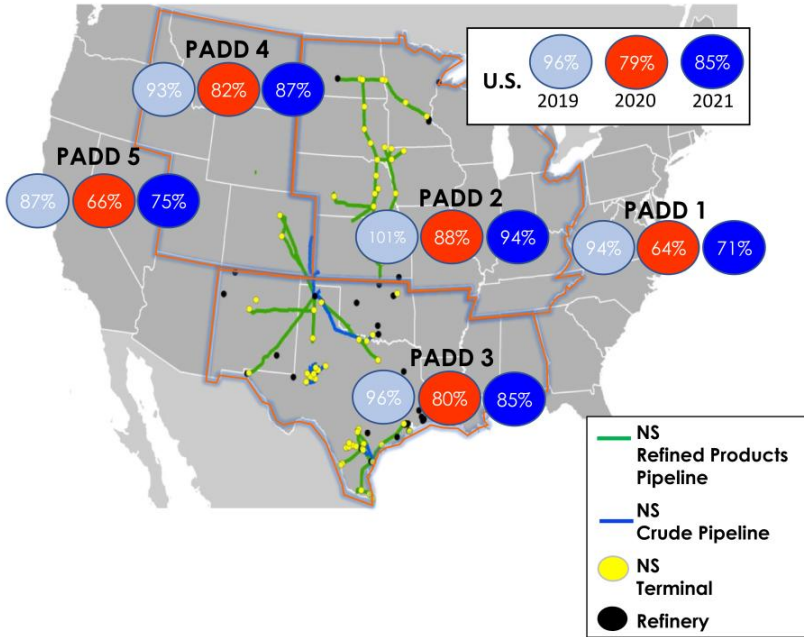 PADD 4
93% 82% 87%
U.S. 96% 79% 85%
2019 2020 2021
PADD 5
87% 66% 75%
PADD 2
101% 88% 94%
PADD 1
94% 64% 71%
PADD 3
96% 80% 85%
NS
Refined Products
Pipeline
NS
Crude Pipeline
NS
Terminal
Refinery